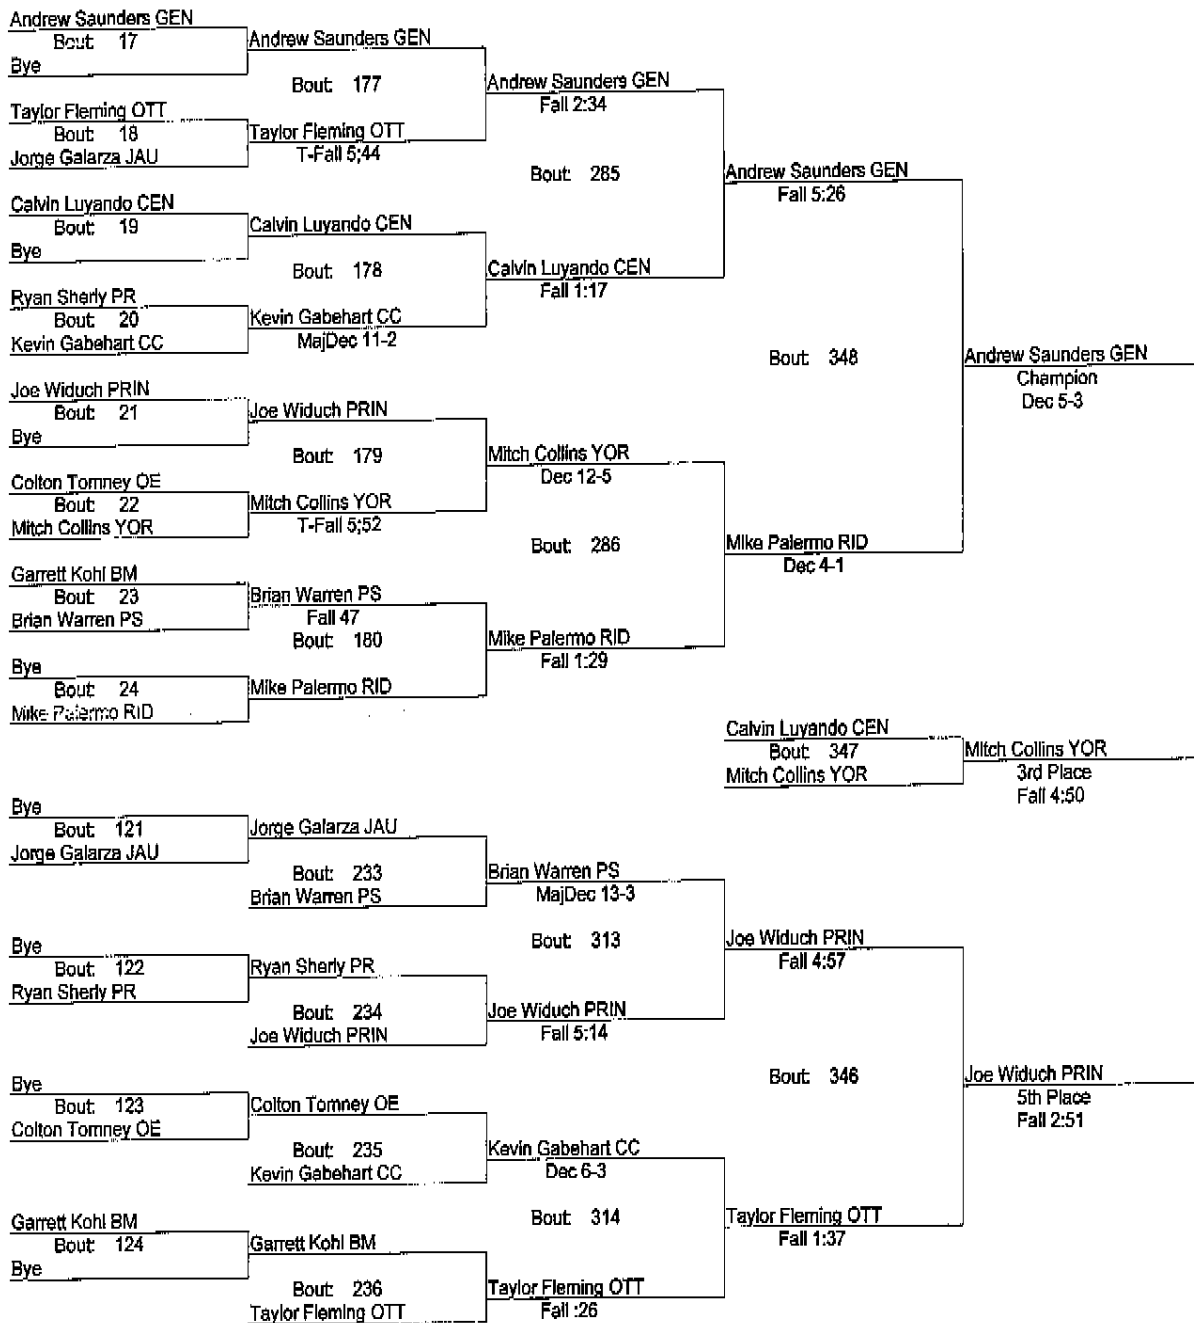 Andrew Saunders GEN
Bout: 17
Bye
Andrew Saunders GEN
Bout: 177
Taylor Fleming OTT
Bout: 18
Jorge Galarza JAU
Taylor Fleming OTT
T-Fall 5;44
Andrew Saunders GEN
Fall 2:34
Bout: 285
Calvin Luyando CEN
Bout: 19
Bye
Calvin Luyando CEN
Bout: 178
Ryan Sherly PR
Bout: 20
Kevin Gabehart CC
Kevin Gabehart CC
MajDec 11-2
Calvin Luyando CEN
Fall 1:17
Andrew Saunders GEN
Fall 5:26
Bout: 348
Joe Widuch PRIN
Bout: 21
Bye
Joe Widuch PRIN
Bout: 179
Colton Tomney OE
Bout: 22
Mitch Collins YOR
Mitch Collins YOR
T-Fall 5;52
Mitch Collins YOR
Dec 12-5
Bout: 286
Garrett Kohl BM
Bout: 23
Brian Warren PS
Brian Warren PS
Fall 47
Bout: 180
Bye
Bout: 24
Mike Palermo RID
Mike Palermo RID
Mike Palermo RID
Fall 1:29
Mike Palermo RID
Dec 4-1
Andrew Saunders GEN
Champion
Dec 5-3
Calvin Luyando CEN
Bout: 347
Mitch Collins YOR
Mitch Collins YOR
3rd Place
Fall 4:50
Bye
Bout: 121
Jorge Galarza JAU
Jorge Galarza JAU
Bout: 233
Brian Warren PS
Brian Warren PS
MajDec 13-3
Bout: 313
Bye
Bout: 122
Ryan Sherly PR
Ryan Sherly PR
Bout: 234
Joe Widuch PRIN
Joe Widuch PRIN
Fall 5:14
Joe Widuch PRIN
Fall 4:57
Bout: 346
Bye
Bout: 123
Colton Tomney OE
Colton Tomney OE
Bout: 235
Kevin Gabehart CC
Kevin Gabehart CC
Dec 6-3
Bout: 314
Garrett Kohl BM
Bout: 124
Bye
Garrett Kohl BM
Bout: 236
Taylor Fleming OTT
Taylor Fleming OTT
Fall :26
Taylor Fleming OTT
Fall 1:37
Joe Widuch PRIN
5th Place
Fall 2:51